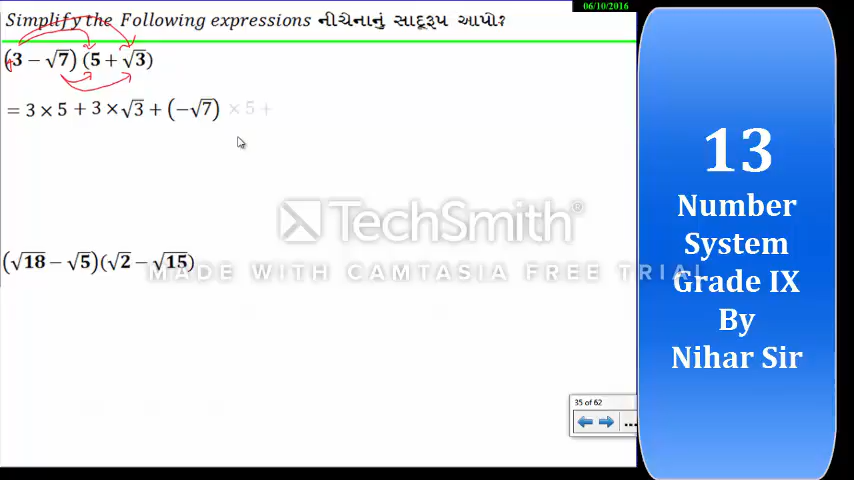 06/10/2016
Simplify the Following expressions નીચેનાનું સાદૂરૂપ આપો?
(3 − √7) (5 + √3)
= 3 × 5 + 3 × √3 + (−√7) × 5 +
TechSmith®
MADE WITH CAMTASIA FREE TRIAL
(√18 − √5)(√2 − √15)
35 of 62
...
13
Number
System
Grade IX
By
Nihar Sir